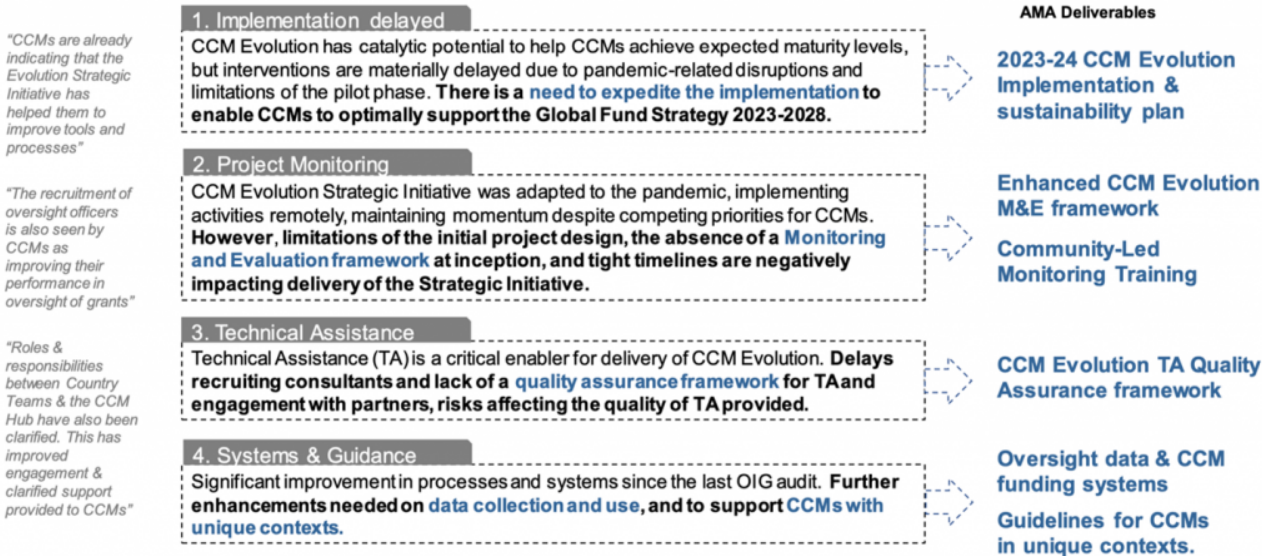 AMA Deliverables
“CCMs are already
indicating that the
Evolution Strategic
Initiative has
helped them to
improve tools and
processes”
1. Implementation delayed
CCM Evolution has catalytic potential to help CCMs achieve expected maturity levels,
but interventions are materially delayed due to pandemic-related disruptions and
limitations of the pilot phase. There is a need to expedite the implementation to
enable CCMs to optimally support the Global Fund Strategy 2023-2028.
2023-24 CCM Evolution
Implementation &
sustainability plan
“The recruitment of
oversight officers
is also seen by
CCMs as
improving their
performance in
oversight of grants”
2. Project Monitoring
CCM Evolution Strategic Initiative was adapted to the pandemic, implementing
activities remotely, maintaining momentum despite competing priorities for CCMs.
However, limitations of the initial project design, the absence of a Monitoring
and Evaluation framework at inception, and tight timelines are negatively
impacting delivery of the Strategic Initiative.
Enhanced CCM Evolution
M&E framework
Community-Led
Monitoring Training
“Roles &
responsibilities
between Country
Teams & the CCM
Hub have also been
clarified. This has
improved
engagement &
clarified support
provided to CCMs”
3. Technical Assistance
Technical Assistance (TA) is a critical enabler for delivery of CCM Evolution. Delays
recruiting consultants and lack of a quality assurance framework for TA and
engagement with partners, risks affecting the quality of TA provided.
CCM Evolution TA Quality
Assurance framework
4. Systems & Guidance
Significant improvement in processes and systems since the last OIG audit. Further
enhancements needed on data collection and use, and to support CCMs with
unique contexts.
Oversight data & CCM
funding systems
Guidelines for CCMs
in unique contexts.